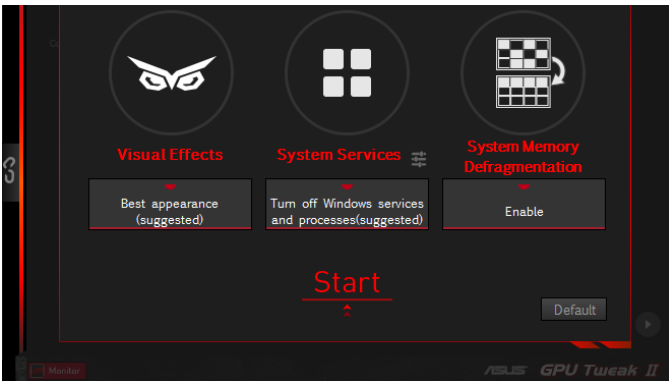 Visual Effects
System Services
System Memory
Defragmentation
Best appearance
(suggested)
Turn off Windows services
and processes(suggested)
Enable
Start
Default
Monitor
ASUS GPU Tweak II